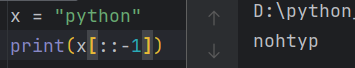 x = "python"
print(x[::-1])
D:\python_
nohtyp